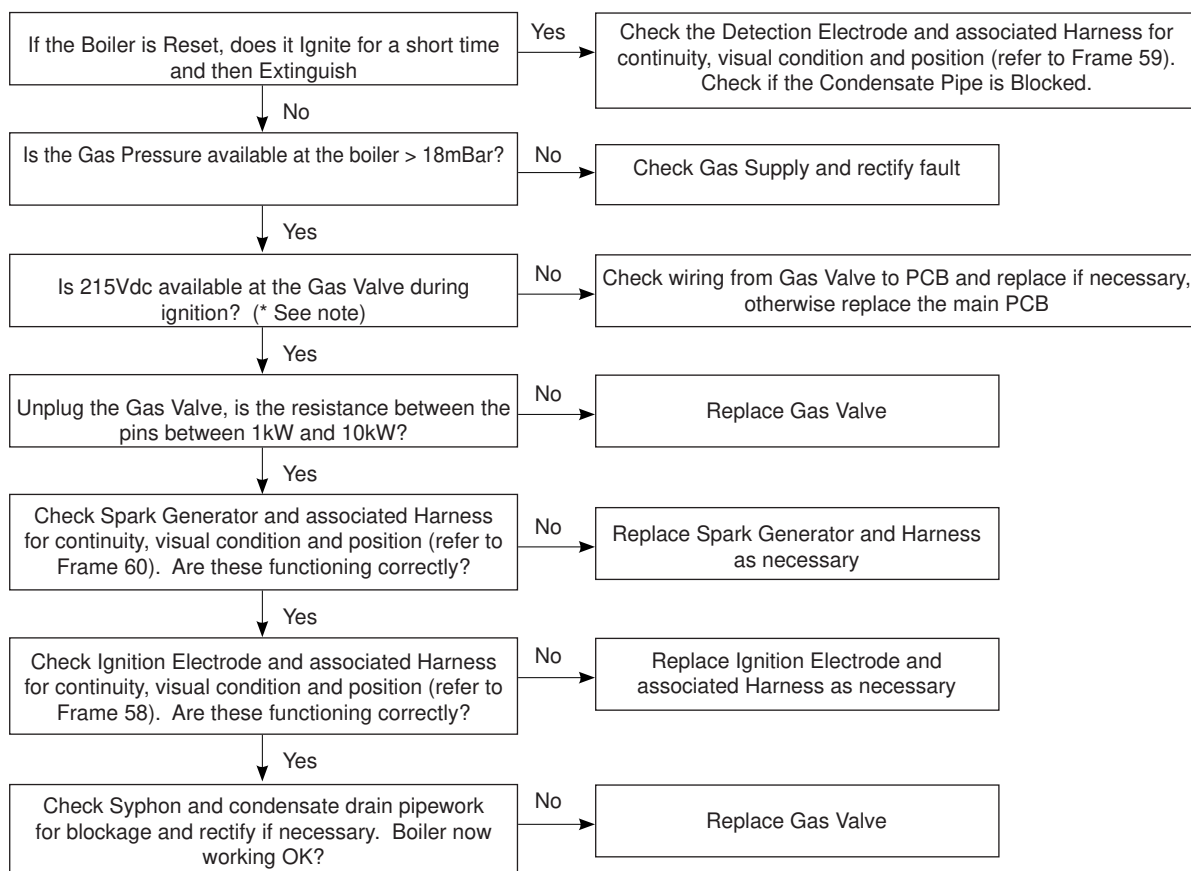 If the Boiler is Reset, does it Ignite for a short time
and then Extinguish
Yes
Check the Detection Electrode and associated Harness for
continuity, visual condition and position (refer to Frame 59).
Check if the Condensate Pipe is Blocked.
No
Is the Gas Pressure available at the boiler > 18mBar?
No
Check Gas Supply and rectify fault
Yes
Is 215Vdc available at the Gas Valve during
ignition? (* See note)
No
Check wiring from Gas Valve to PCB and replace if necessary,
otherwise replace the main PCB
Yes
Unplug the Gas Valve, is the resistance between the
pins between 1kW and 10kW?
No
Replace Gas Valve
Yes
Check Spark Generator and associated Harness
for continuity, visual condition and position (refer to
Frame 60). Are these functioning correctly?
No
Replace Spark Generator and Harness
as necessary
Yes
Check Ignition Electrode and associated Harness
for continuity, visual condition and position (refer to
Frame 58). Are these functioning correctly?
No
Replace Ignition Electrode and
associated Harness as necessary
Yes
Check Syphon and condensate drain pipework
for blockage and rectify if necessary. Boiler now
working OK?
No
Replace Gas Valve